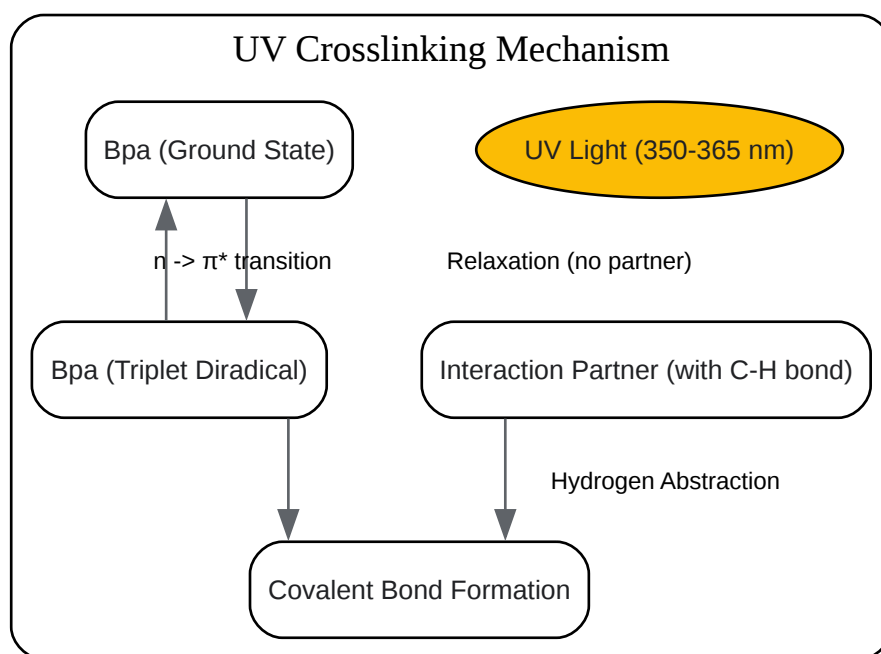 UV Crosslinking Mechanism
Bpa (Ground State)
UV Light (350-365 nm)
n -> π* transition
Relaxation (no partner)
Bpa (Triplet Diradical)
Interaction Partner (with C-H bond)
Hydrogen Abstraction
Covalent Bond Formation